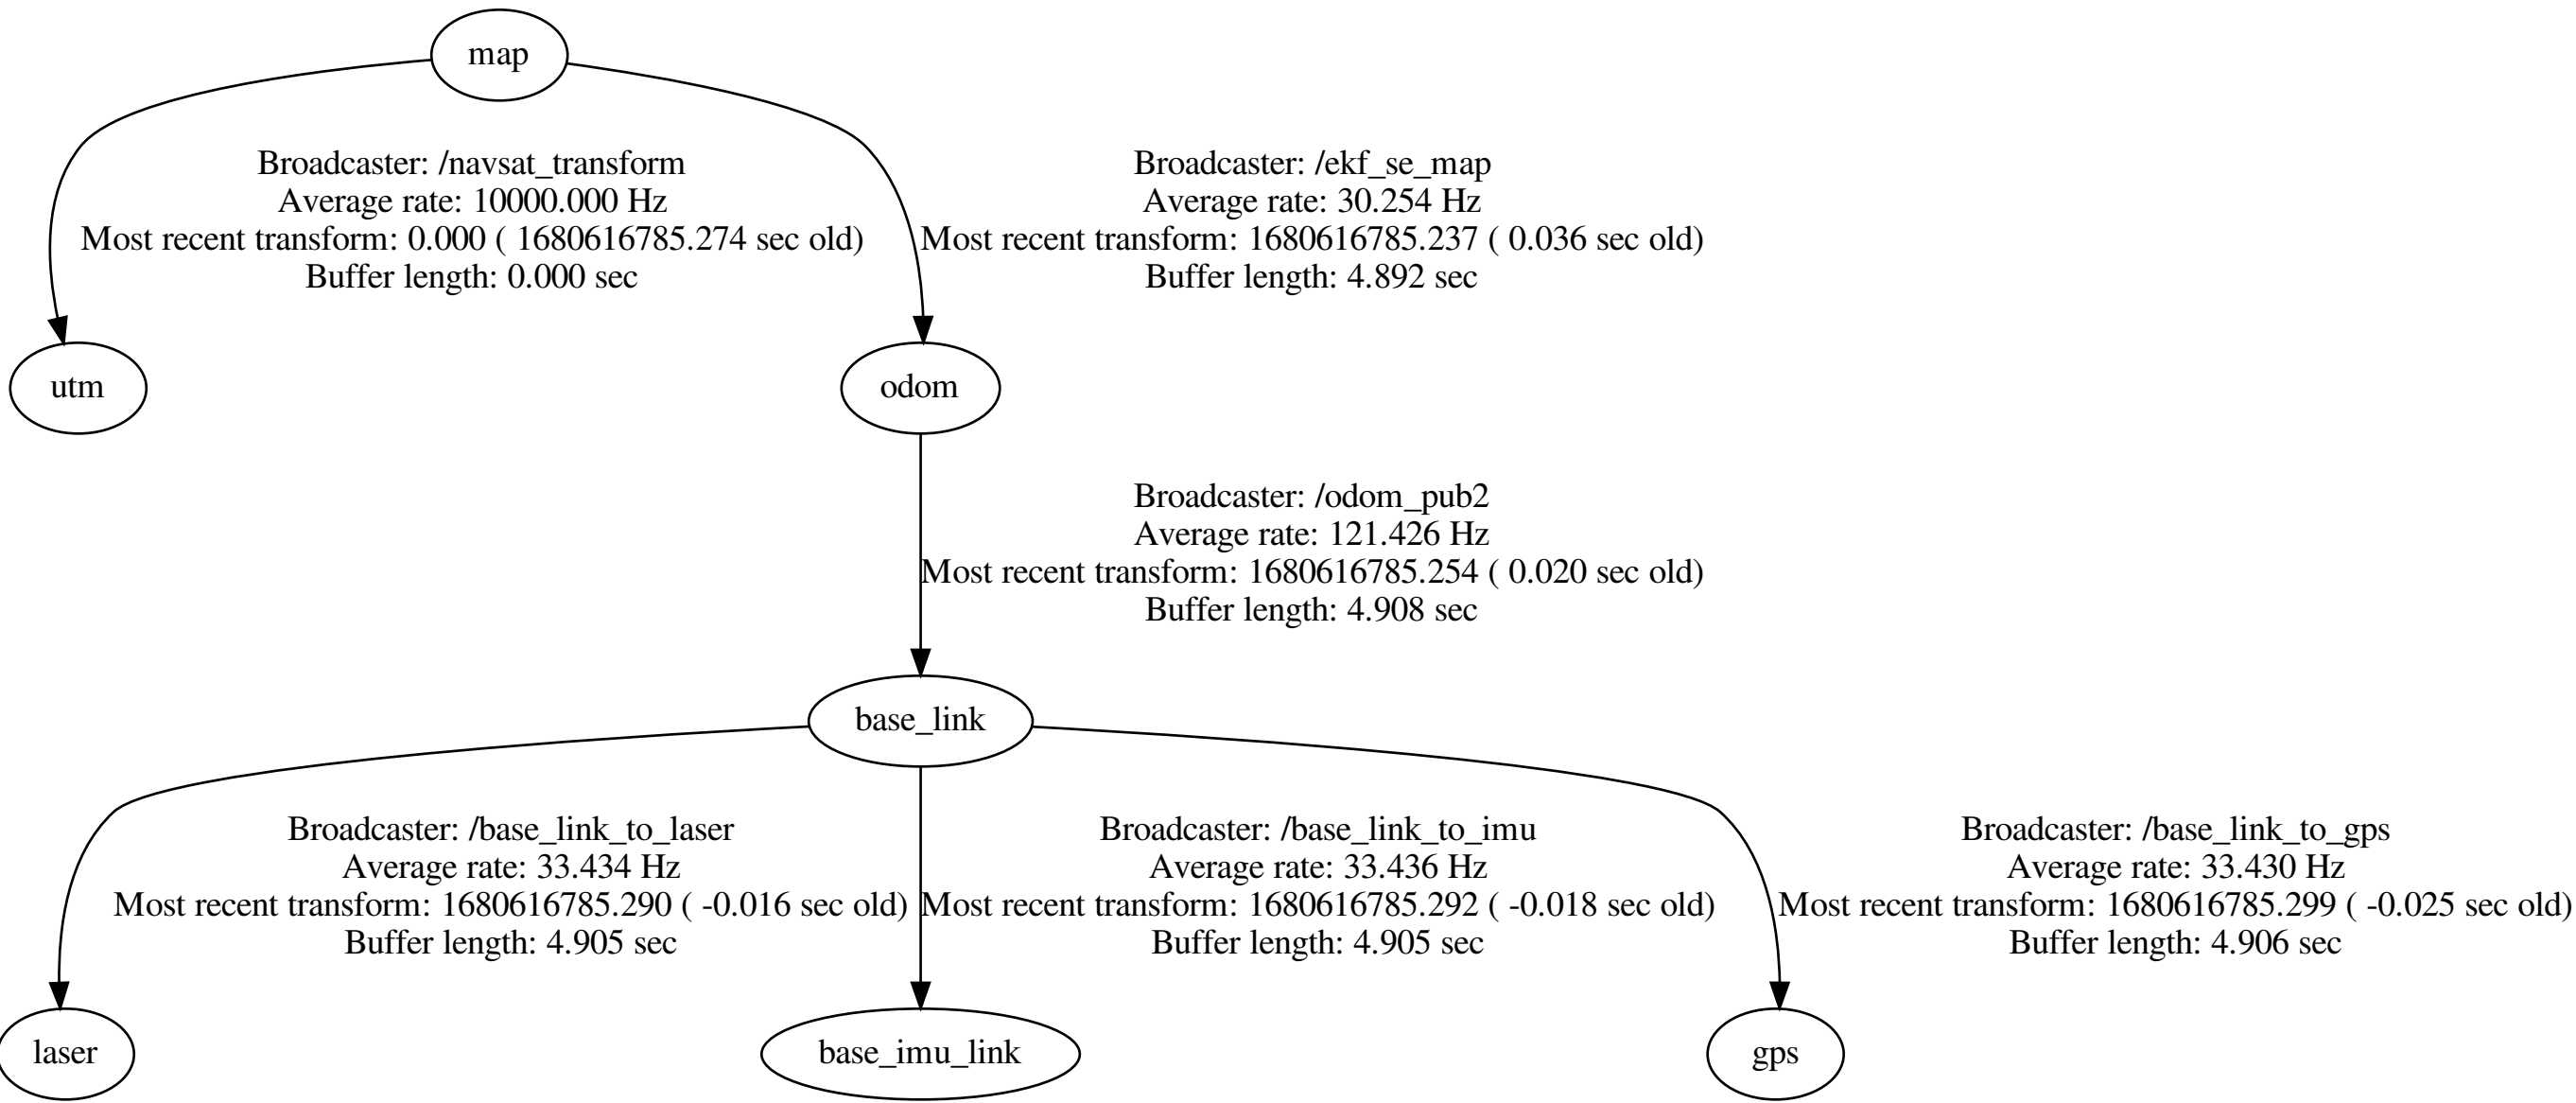 map
Broadcaster: /navsat_transform
Average rate: 10000.000 Hz
Most recent transform: 0.000 ( 1680616785.274 sec old)
Buffer length: 0.000 sec
Broadcaster: /ekf_se_map
Average rate: 30.254 Hz
Most recent transform: 1680616785.237 ( 0.036 sec old)
Buffer length: 4.892 sec
utm
odom
Broadcaster: /odom_pub2
Average rate: 121.426 Hz
Most recent transform: 1680616785.254 ( 0.020 sec old)
Buffer length: 4.908 sec
base_link
Broadcaster: /base_link_to_laser
Average rate: 33.434 Hz
Most recent transform: 1680616785.290 ( -0.016 sec old)
Buffer length: 4.905 sec
Broadcaster: /base_link_to_imu
Average rate: 33.436 Hz
Most recent transform: 1680616785.292 ( -0.018 sec old)
Buffer length: 4.905 sec
Broadcaster: /base_link_to_gps
Average rate: 33.430 Hz
Most recent transform: 1680616785.299 ( -0.025 sec old)
Buffer length: 4.906 sec
laser
base_imu_link
gps